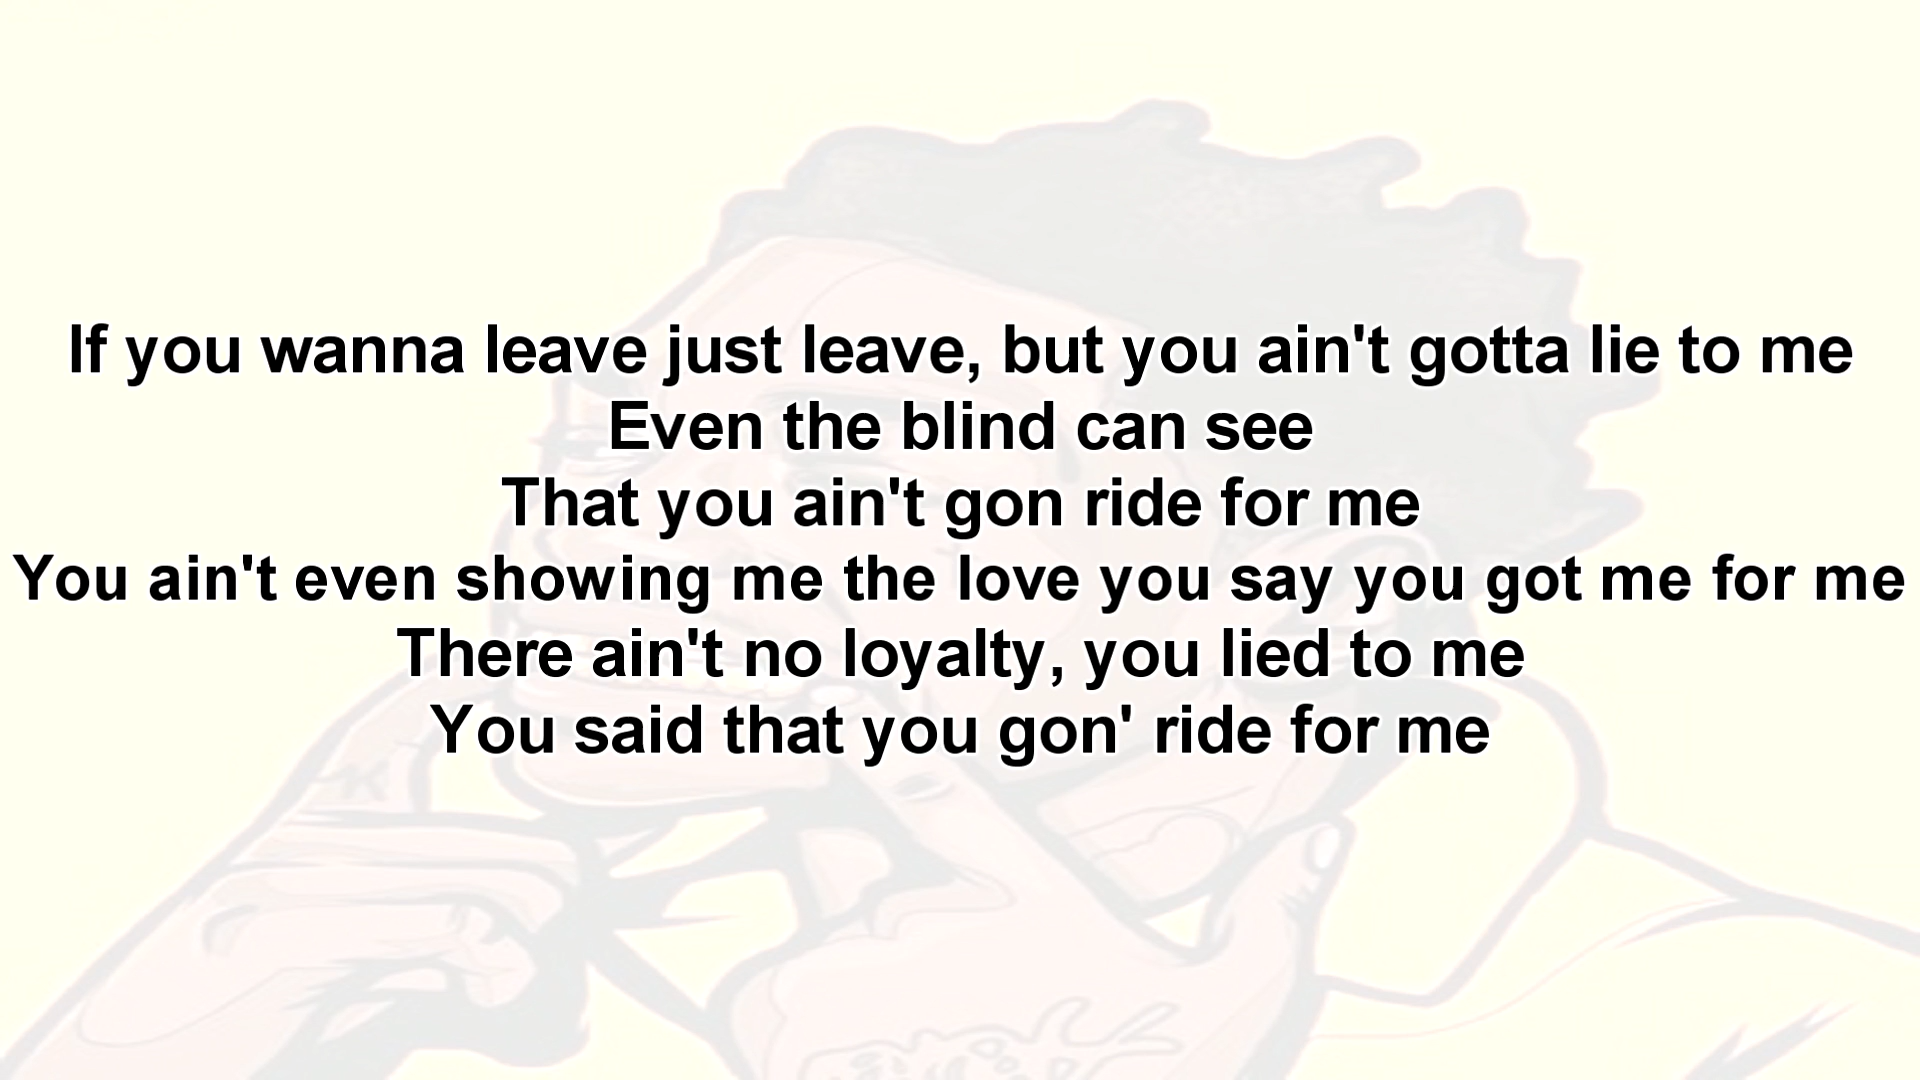 If you wanna leave just leave, but you ain't gotta lie to me
Even the blind can see
That you ain't gon ride for me
You ain't even showing me the love you say you got me for me
There ain't no loyalty, you lied to me
You said that you gon' ride for me